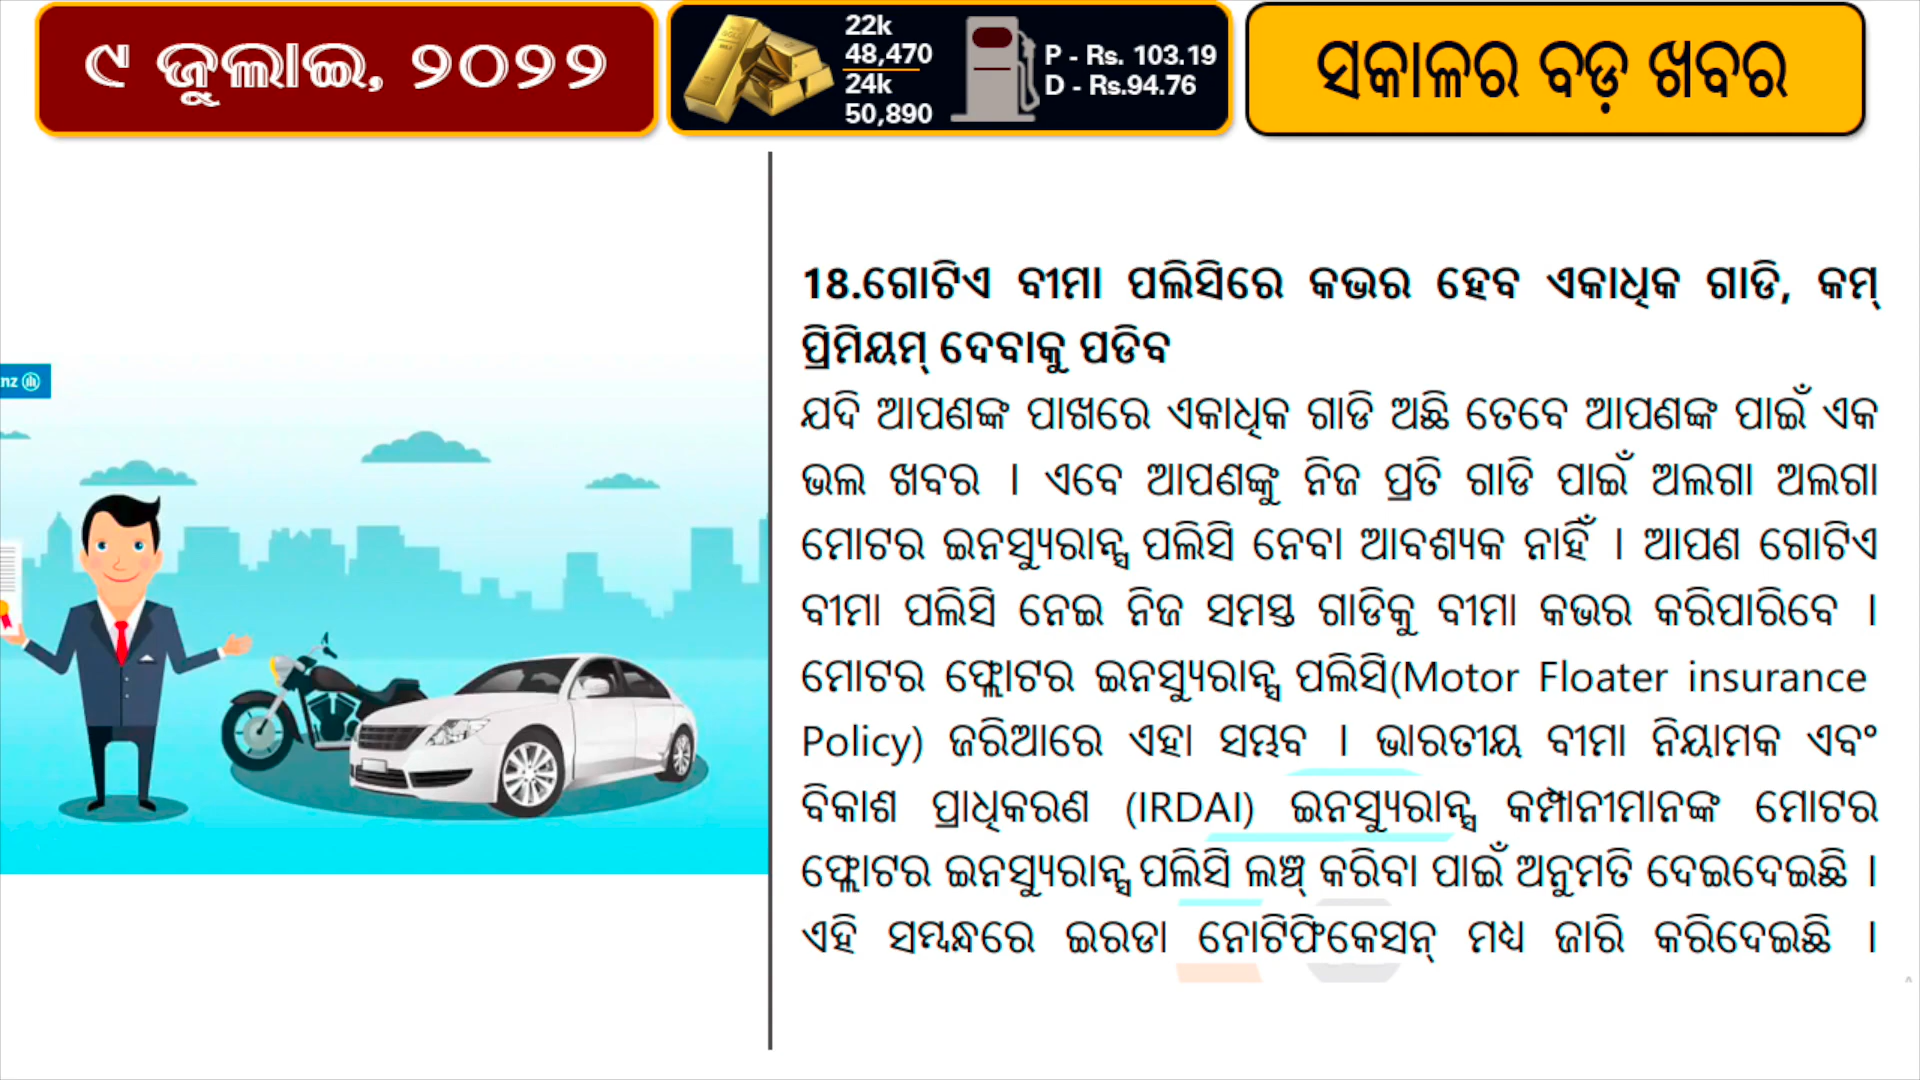 ୯ ଜୁଲାଇ, ୨୦୨୨
22k
48,470
24k
50,890
P - Rs. 103.19
D - Rs.94.76
ସକାଳର ବଡ଼ ଖବର
nz
18.ଗୋଟିଏ ବୀମା ପଲିସିରେ କଭର ହେବ ଏକାଧିକ ଗାଡି, କମ୍
ପ୍ରିମିୟମ୍ ଦେବାକୁ ପଡିବ
ଯଦି ଆପଣଙ୍କ ପାଖରେ ଏକାଧିକ ଗାଡି ଅଛି ତେବେ ଆପଣଙ୍କ ପାଇଁ ଏକ
ଭଲ ଖବର । ଏବେ ଆପଣଙ୍କୁ ନିଜ ପ୍ରତି ଗାଡି ପାଇଁ ଅଲଗା ଅଲଗା
ମୋଟର ଇନସ୍ୟୁରାନ୍ସ ପଲିସି ନେବା ଆବଶ୍ୟକ ନାହିଁ । ଆପଣ ଗୋଟିଏ
ବୀମା ପଲିସି ନେଇ ନିଜ ସମସ୍ତ ଗାଡିକୁ ବୀମା କଭର କରିପାରିବେ ।
ମୋଟର ଫ୍ଲୋଟର ଇନସ୍ୟୁରାନ୍ସ ପଲିସି(Motor Floater insurance
Policy) ଜରିଆରେ ଏହା ସମ୍ଭବ । ଭାରତୀୟ ବୀମା ନିୟାମକ ଏବଂ
ବିକାଶ ପ୍ରାଧିକରଣ (IRDAI) ଇନସ୍ୟୁରାନ୍ସ କମ୍ପାନୀମାନଙ୍କ ମୋଟର
ଫ୍ଲୋଟର ଇନସ୍ୟୁରାନ୍ସ ପଲିସି ଲଞ୍ଚ୍ କରିବା ପାଇଁ ଅନୁମତି ଦେଇଦେଇଛି ।
ଏହି ସମ୍ବନ୍ଧରେ ଇରଡା ନୋଟିଫିକେସନ୍ ମଧ୍ୟ ଜାରି କରିଦେଇଛି ।